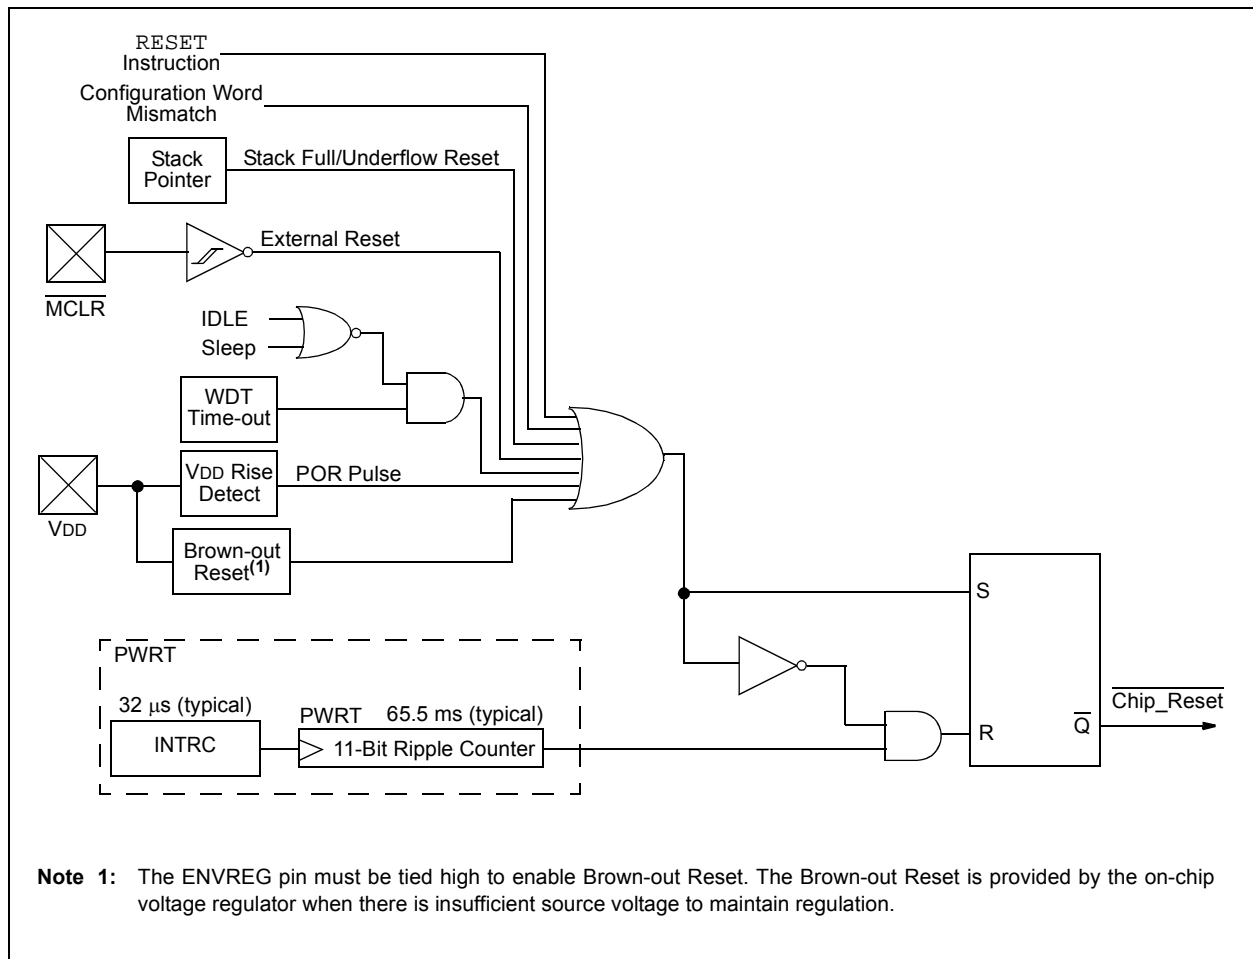 RESET
Instruction
Configuration Word
Mismatch
Stack
Pointer
Stack Full/Underflow Reset
External Reset
MCLR
IDLE
Sleep
WDT
Time-out
VDD Rise
Detect
POR Pulse
VDD
Brown-out
Reset(1)
S
PWRT
32 μs (typical)
PWRT
65.5 ms (typical)
INTRC
11-Bit Ripple Counter
R
Q
Chip_Reset
Note 1: The ENVREG pin must be tied high to enable Brown-out Reset. The Brown-out Reset is provided by the on-chip
voltage regulator when there is insufficient source voltage to maintain regulation.